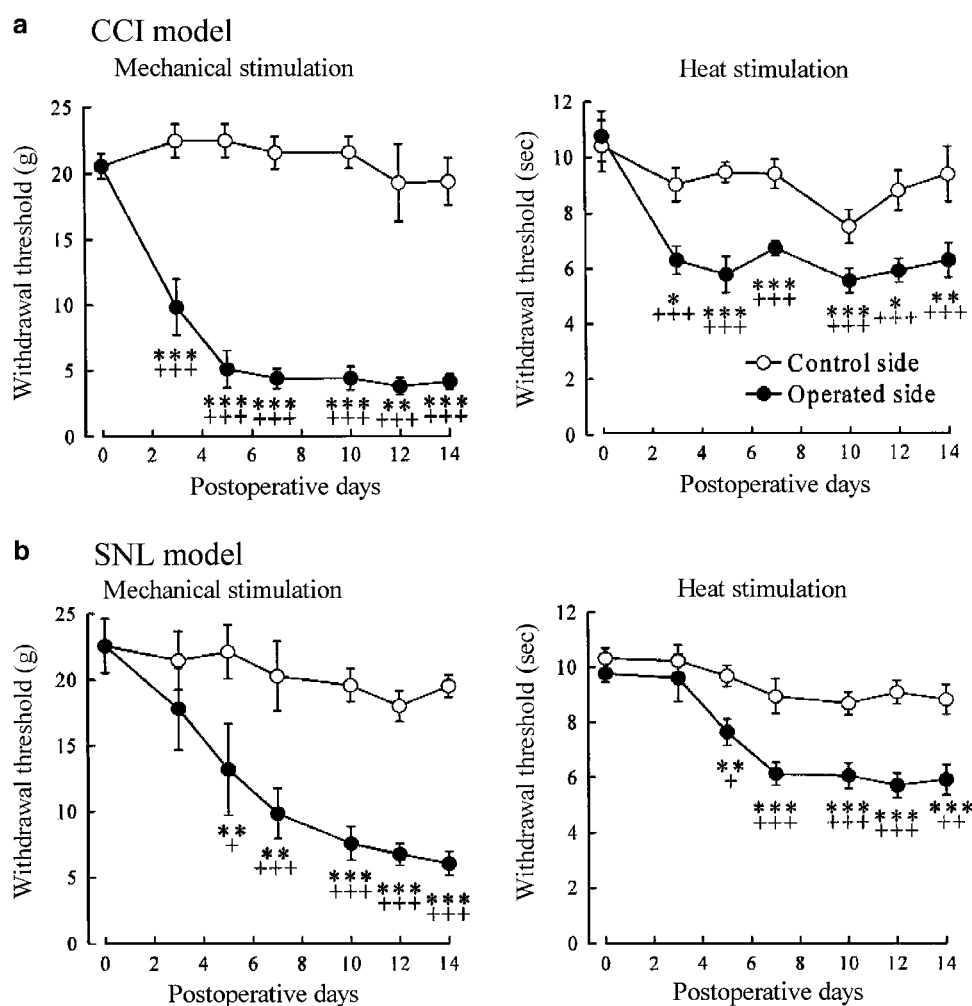 a
CCI model
Mechanical stimulation
Withdrawal threshold (g)
25
20
15
10
5
0
*** +++
*** +++
*** +++
*** +++
** +++
*** +++
0 2 4 6 8 10 12 14
Postoperative days
Heat stimulation
Withdrawal threshold (sec)
12
10
8
6
4
2
0
* +++
*** +++
*** +++
*** +++
* +++
** +++
Control side
Operated side
0 2 4 6 8 10 12 14
Postoperative days
b
SNL model
Mechanical stimulation
Withdrawal threshold (g)
25
20
15
10
5
0
** +
** +++
*** +++
*** +++
*** +++
0 2 4 6 8 10 12 14
Postoperative days
Heat stimulation
Withdrawal threshold (sec)
12
10
8
6
4
2
0
** +
*** +++
*** +++
*** +++
*** ++
0 2 4 6 8 10 12 14
Postoperative days